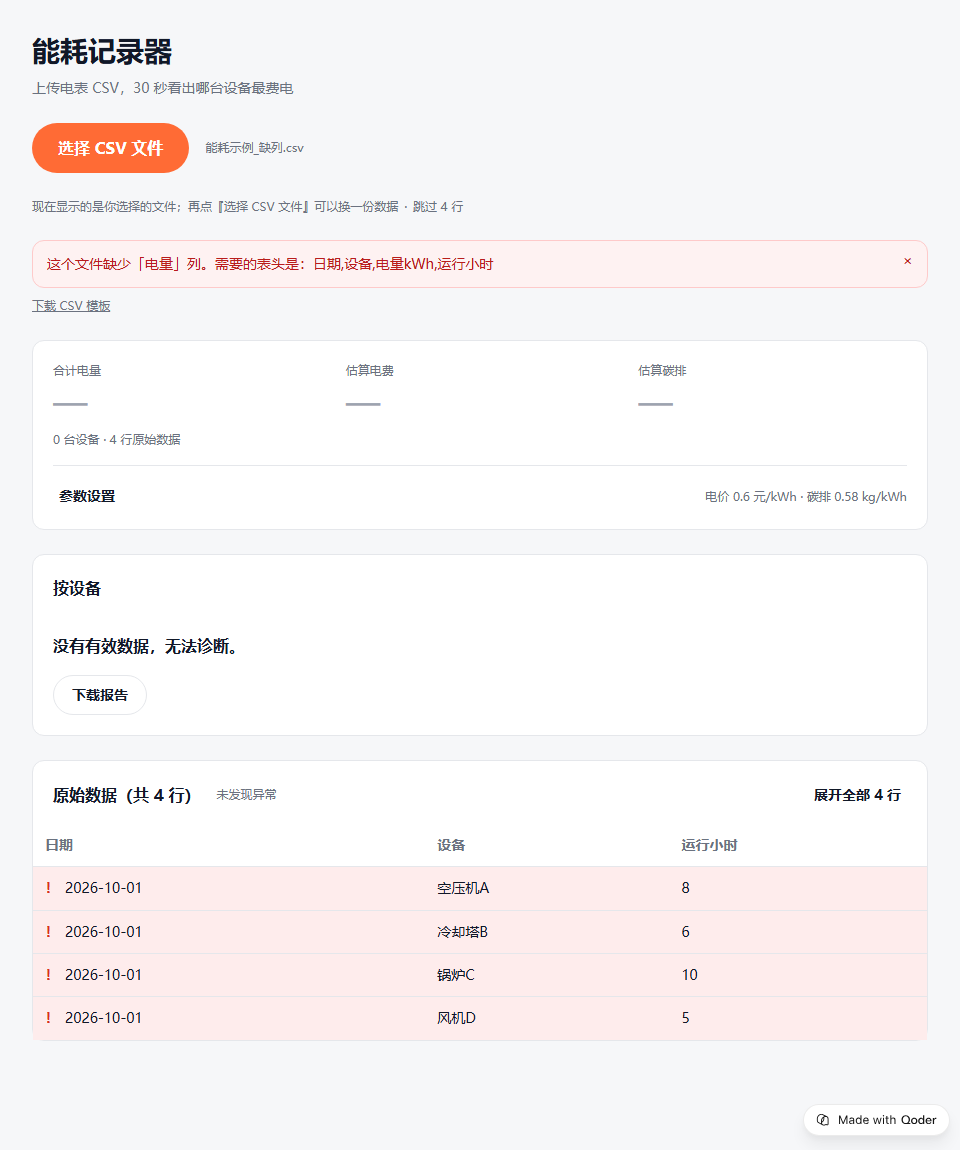 能耗记录器
上传电表 CSV，30 秒看出哪台设备最费电
选择 CSV 文件 能耗示例_缺列.csv
现在显示的是你选择的文件；再点『选择 CSV 文件』可以换一份数据 · 跳过 4 行
这个文件缺少「电量」列。需要的表头是：日期,设备,电量kWh,运行小时 ×
下载 CSV 模板
合计电量 估算电费 估算碳排
—— —— ——
0 台设备 · 4 行原始数据
参数设置 电价 0.6 元/kWh · 碳排 0.58 kg/kWh
按设备
没有有效数据，无法诊断。
下载报告
原始数据（共 4 行） 未发现异常 展开全部 4 行
日期 设备 运行小时
! 2026-10-01 空压机A 8
! 2026-10-01 冷却塔B 6
! 2026-10-01 锅炉C 10
! 2026-10-01 风机D 5
Made with Qoder